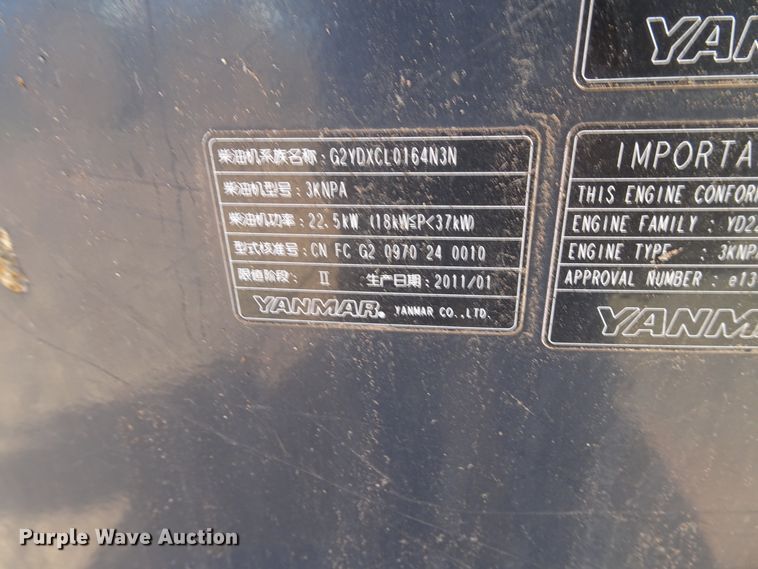 YAN
柴油机系族名称：G2YDXCL0164N3N
柴油机型号：3KNPA
柴油机功率：22.5kW (18kW≦P<37kW)
型式核准号：CN FC G2 0970 24 0010
限值阶段： Ⅱ 生产日期：2011/01
YANMAR. YANMAR CO.,LTD.
IMPORTA
THIS ENGINE CONFOR
ENGINE FAMILY : YD22
ENGINE TYPE : 3KNP
APPROVAL NUMBER : e13
YANMA
Purple Wave Auction